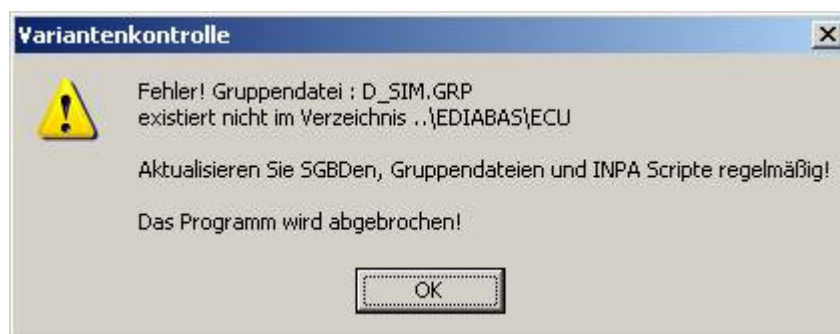 Variantenkontrolle
Fehler! Gruppendatei : D_SIM.GRP
existiert nicht im Verzeichnis ..\EDIABAS\ECU
Aktualisieren Sie SGBDen, Gruppendateien und INPA Scripte regelmäßig!
Das Programm wird abgebrochen!
OK